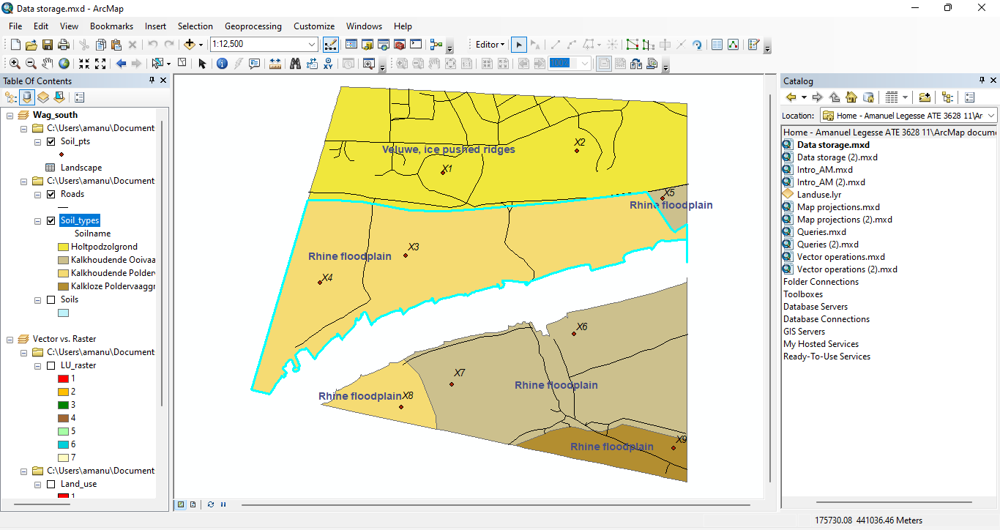 Data storage.mxd - ArcMap
File Edit View Bookmarks Insert Selection Geoprocessing Customize Windows Help
1:12,500 Editor
100%
Table Of Contents
Wag_south
C:\Users\amanu\Document
Soil_pts
Landscape
C:\Users\amanu\Document
Roads
Soil_types
Soilname
Holtpodzolgrond
Kalkhoudende Ooivaa
Kalkhoudende Polder
Kalkloze Poldervaaggr
Soils
Vector vs. Raster
C:\Users\amanu\Document
LU_raster
1
2
3
4
5
6
7
C:\Users\amanu\Document
Land_use
1
X2
Veluwe, ice pushed ridges
X1
X5
Rhine floodplain
X3
Rhine floodplain
X4
X6
X7
Rhine floodplain
Rhine floodplain X8
X9
Rhine floodplain
Catalog
Location: Home - Amanuel Legesse ATE 3628 11\Ar
Home - Amanuel Legesse ATE 3628 11\ArcMap docume
Data storage.mxd
Data storage (2).mxd
Intro_AM.mxd
Intro_AM (2).mxd
Landuse.lyr
Map projections.mxd
Map projections (2).mxd
Queries.mxd
Queries (2).mxd
Vector operations.mxd
Vector operations (2).mxd
Folder Connections
Toolboxes
Database Servers
Database Connections
GIS Servers
My Hosted Services
Ready-To-Use Services
175730.08 441036.46 Meters